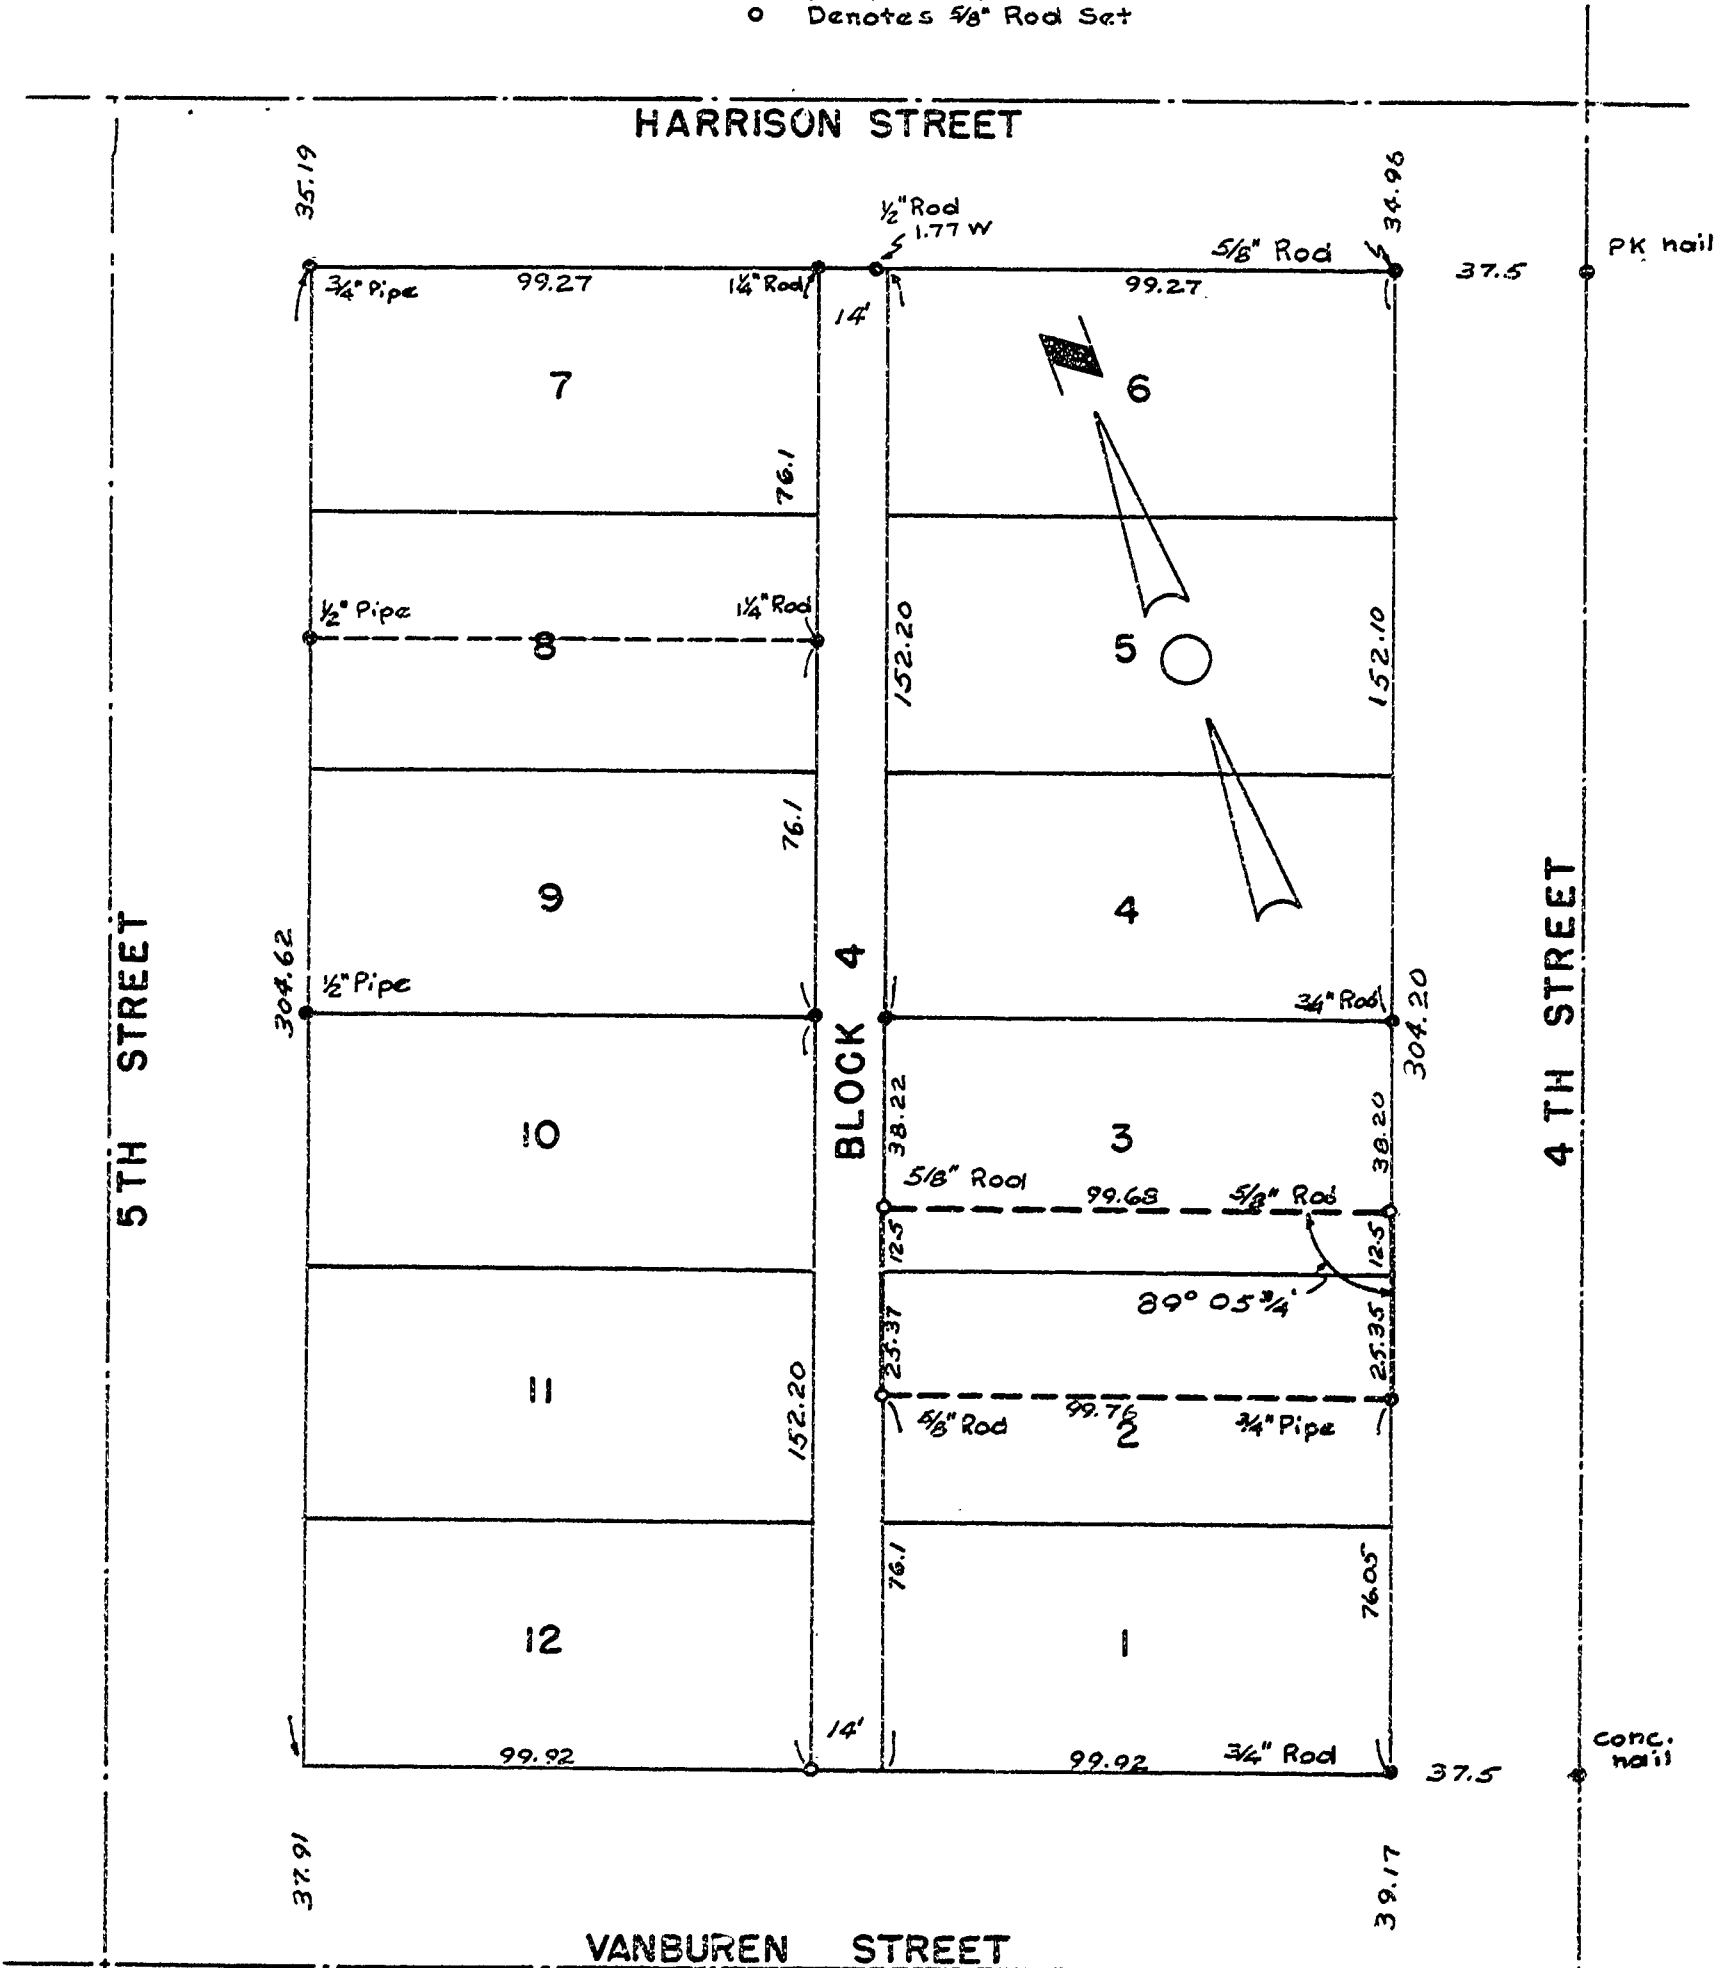 Denotes 5/8" Rod Set
HARRISON STREET
35.19
34.96
1/2" Rod
1.77 W
5/8" Rod
37.5
PK nail
3/4" Pipe
99.27
1 1/4" Rod
14'
99.27
7
6
76.1
1/2" Pipe
1 1/4" Rod
8
152.20
5
152.10
76.1
9
4
5TH STREET
304.62
1/2" Pipe
BLOCK 4
3/4" Rod
304.20
4TH STREET
10
38.22
3
38.20
5/8" Rod
99.68
5/8" Rod
12.5
12.5
89° 05 3/4'
25.37
25.35
11
152.20
5/8" Rod
99.76
3/4" Pipe
2
76.1
76.05
12
1
14'
99.92
99.92
3/4" Rod
37.5
conc.
nail
37.91
39.17
VANBUREN STREET